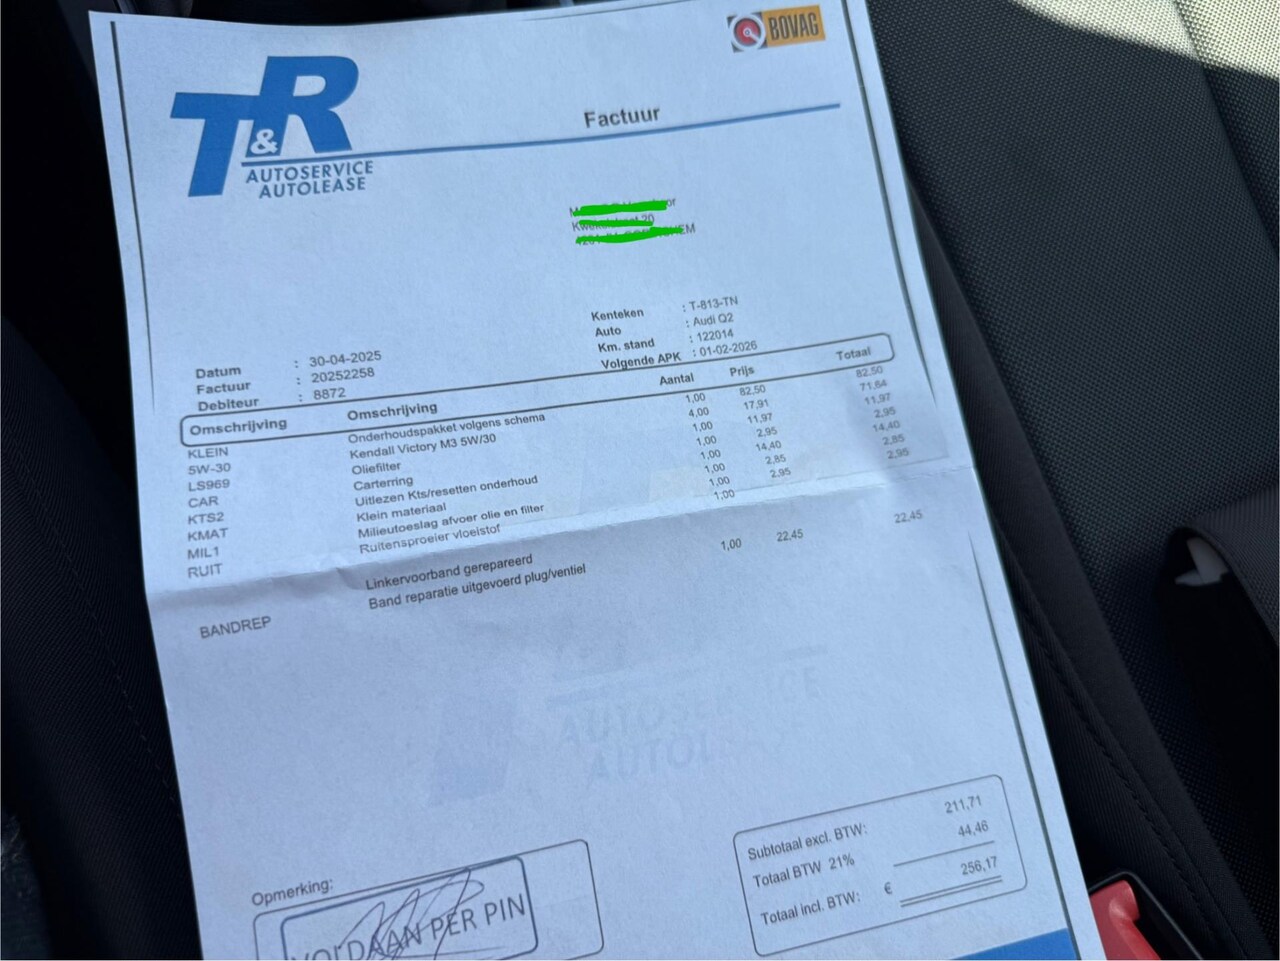 BOVAG
T&R
AUTOSERVICE
AUTOLEASE
Factuur
or
20
EM
Kenteken : T-813-TN
Auto : Audi Q2
Km. stand : 122014
Volgende APK : 01-02-2026
Datum : 30-04-2025
Factuur : 20252258
Debiteur : 8872
Omschrijving Omschrijving Aantal Prijs Totaal
KLEIN Onderhoudspakket volgens schema 1,00 82,50 82,50
5W-30 Kendall Victory M3 5W/30 4,00 17,91 71,64
LS969 Oliefilter 1,00 11,97 11,97
CAR Carterring 1,00 2,95 2,95
KTS2 Uitlezen Kts/resetten onderhoud 1,00 14,40 14,40
KMAT Klein materiaal 1,00 2,85 2,85
MIL1 Milieutoeslag afvoer olie en filter 1,00 2,95 2,95
RUIT Ruitensproeier vloeistof 1,00
Linkervoorband gerepareerd
BANDREP Band reparatie uitgevoerd plug/ventiel 1,00 22,45 22,45
Subtotaal excl. BTW: 211,71
Totaal BTW 21% 44,46
Totaal incl. BTW: € 256,17
Opmerking:
VOLDAAN PER PIN